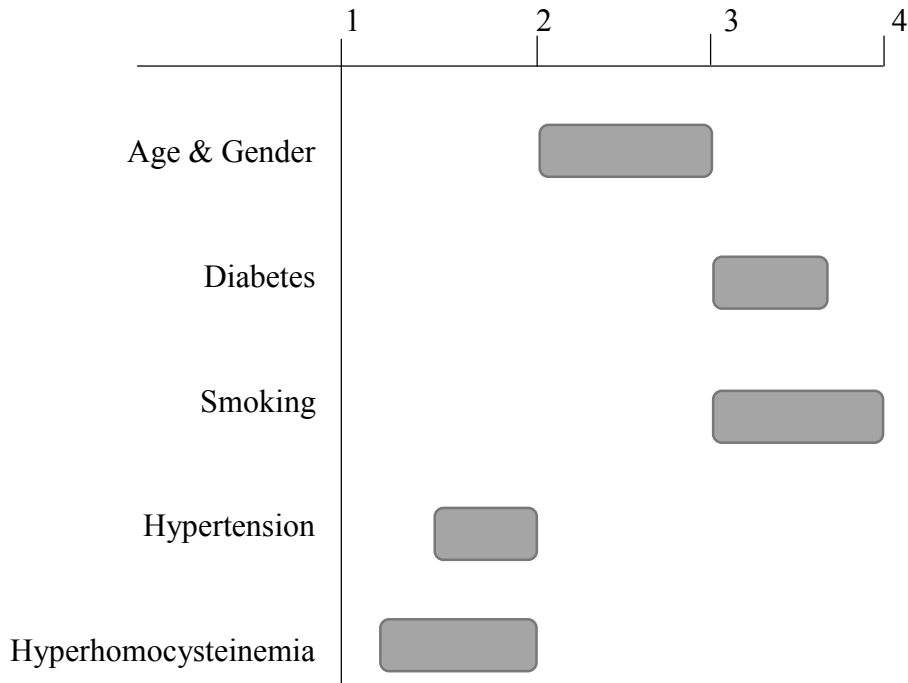 1 2 3 4
Age & Gender
Diabetes
Smoking
Hypertension
Hyperhomocysteinemia